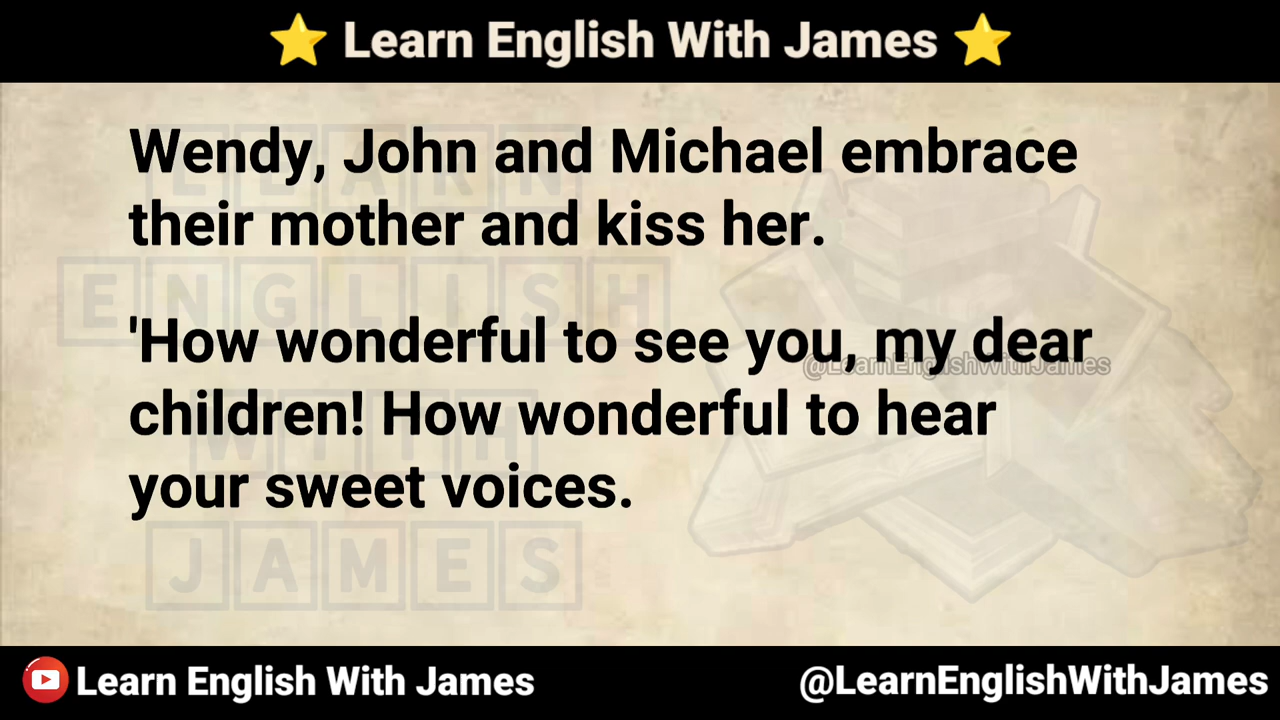 ⭐ Learn English With James ⭐
Wendy, John and Michael embrace
their mother and kiss her.
'How wonderful to see you, my dear
children! How wonderful to hear
your sweet voices.
@LearnEnglishWithJames
LEARN
ENGLISH
WITH
JAMES
Learn English With James
@LearnEnglishWithJames